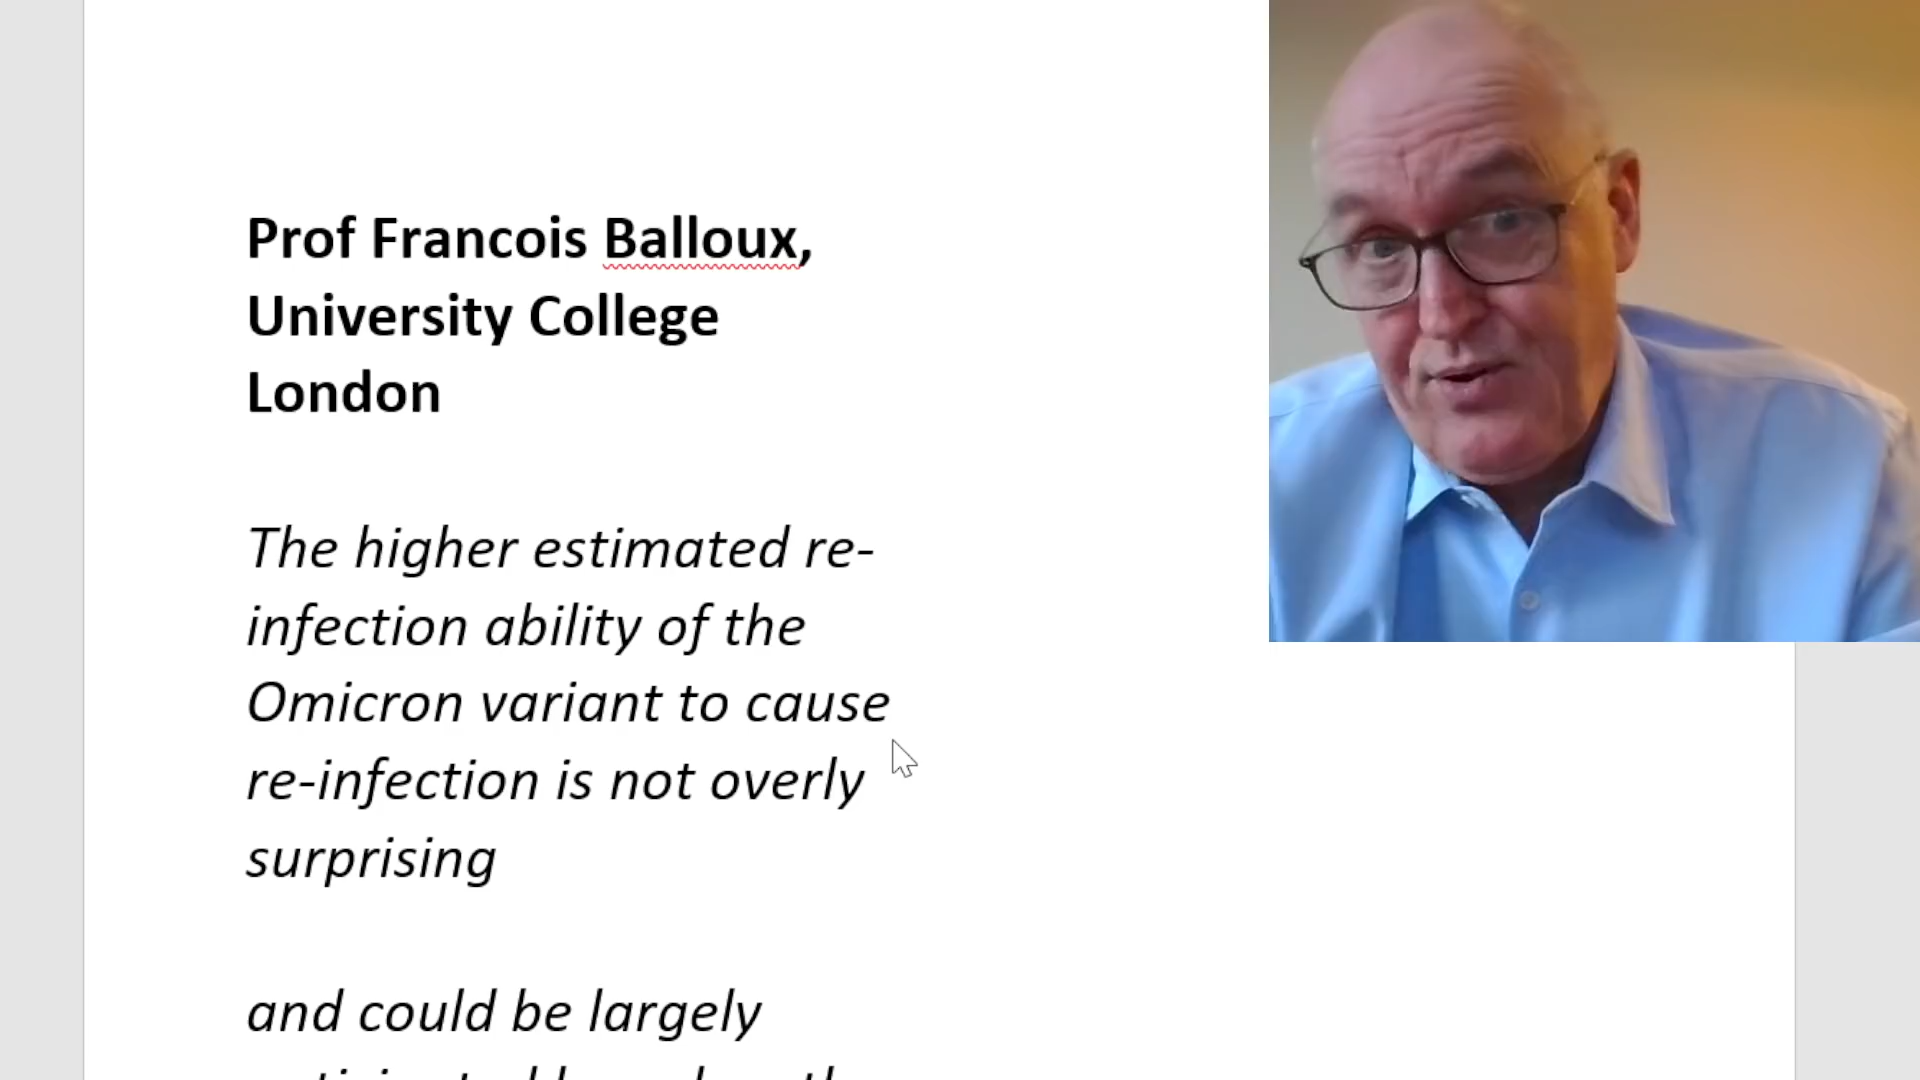 Prof Francois Balloux,
University College
London
The higher estimated re-
infection ability of the
Omicron variant to cause
re-infection is not overly
surprising
and could be largely